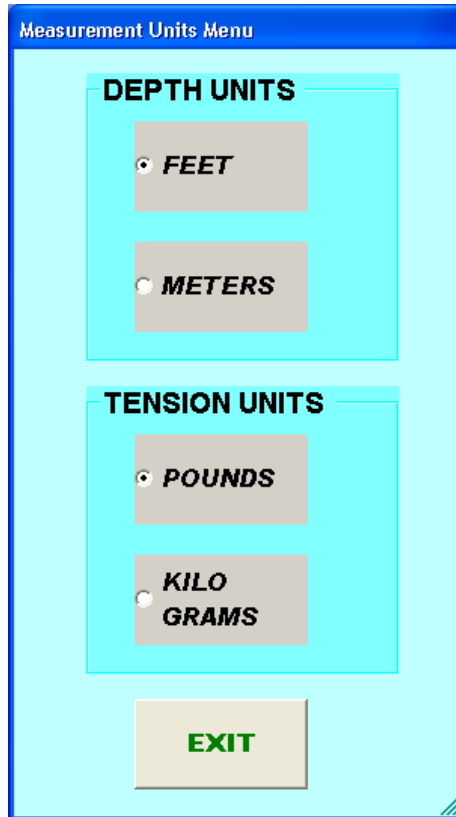 Measurement Units Menu
DEPTH UNITS
FEET
METERS
TENSION UNITS
POUNDS
KILO
GRAMS
EXIT